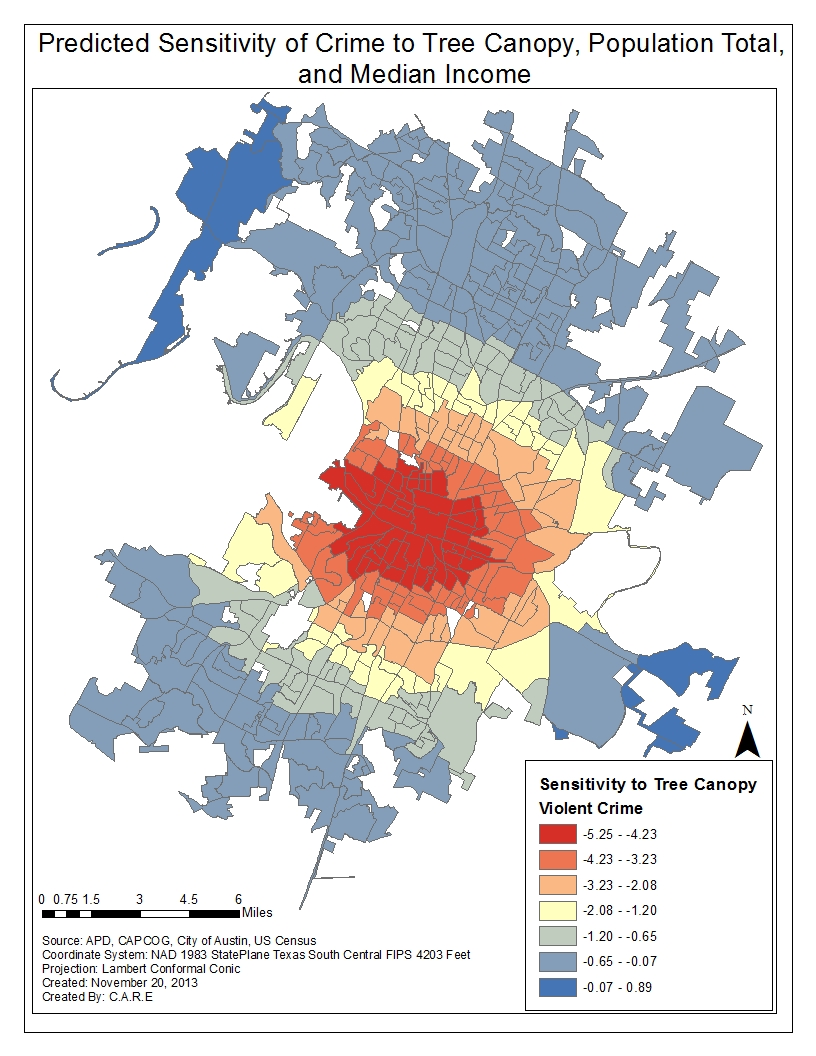 Predicted Sensitivity of Crime to Tree Canopy, Population Total,
and Median Income
N
Sensitivity to Tree Canopy
Violent Crime
-5.25 - -4.23
-4.23 - -3.23
-3.23 - -2.08
-2.08 - -1.20
-1.20 - -0.65
-0.65 - -0.07
-0.07 - 0.89
0 0.75 1.5 3 4.5 6
Miles
Source: APD, CAPCOG, City of Austin, US Census
Coordinate System: NAD 1983 StatePlane Texas South Central FIPS 4203 Feet
Projection: Lambert Conformal Conic
Created: November 20, 2013
Created By: C.A.R.E